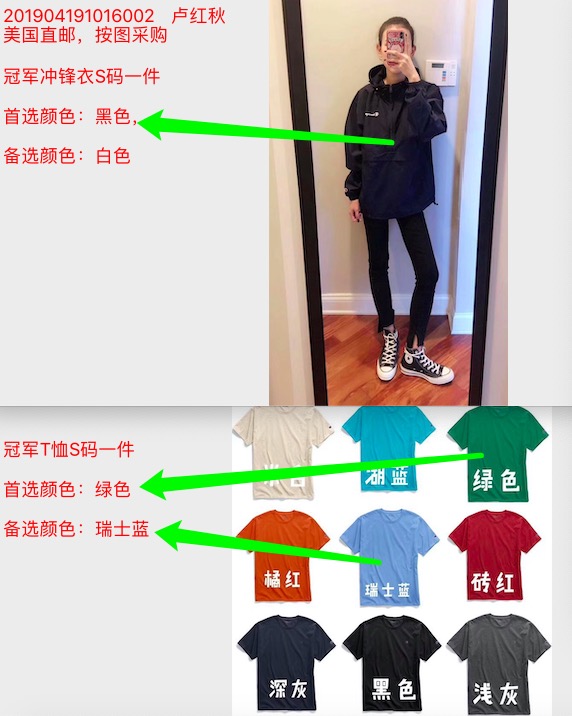 201904191016002 卢红秋
美国直邮，按图采购
冠军冲锋衣S码一件
首选颜色：黑色，
备选颜色：白色
冠军T恤S码一件
首选颜色：绿色
备选颜色：瑞士蓝
湖蓝
绿色
橘红
瑞士蓝
砖红
深灰
黑色
浅灰